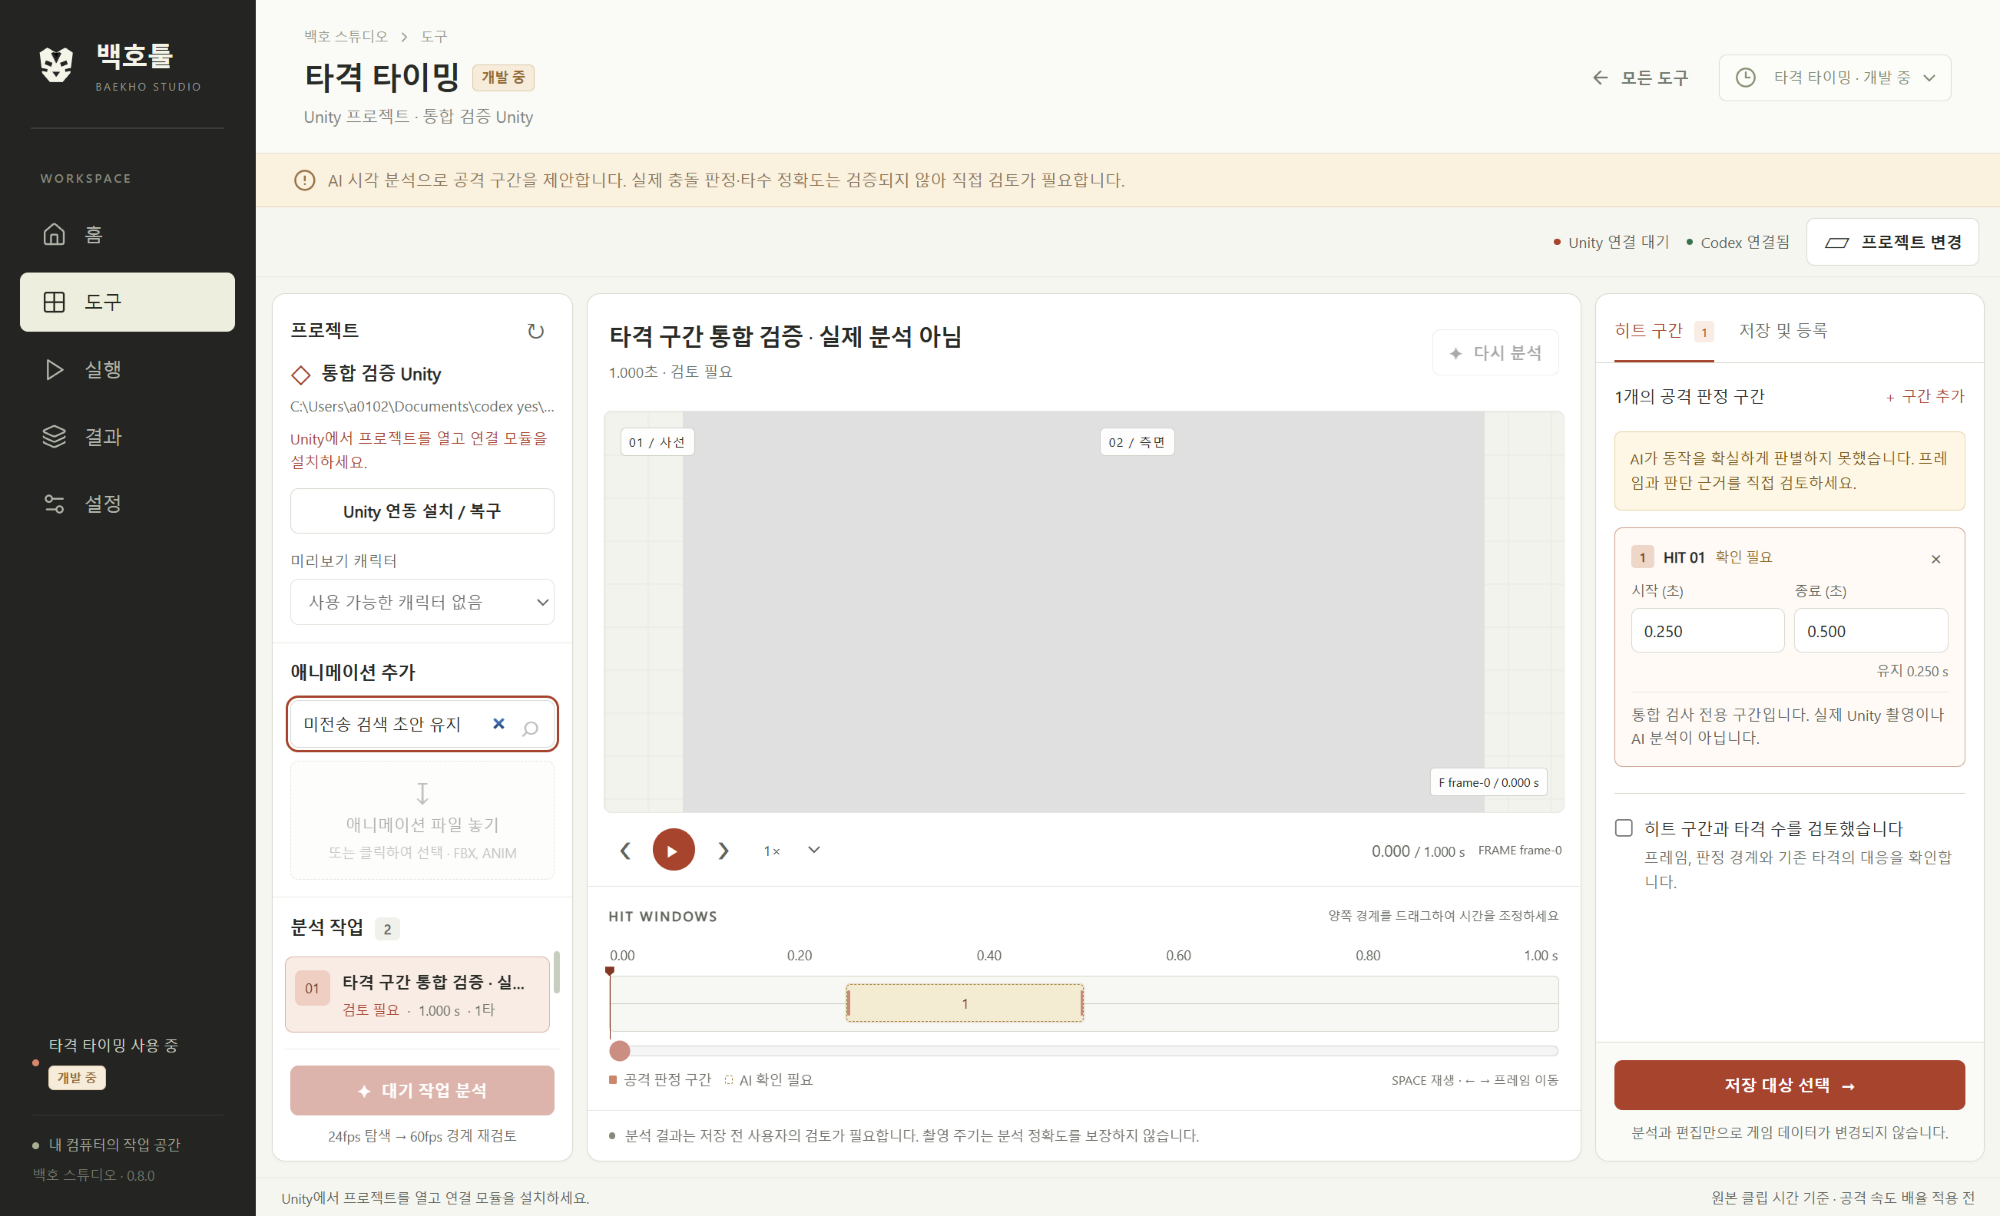 백호툴
BAEKHO STUDIO
WORKSPACE
홈
도구
실행
결과
설정
타격 타이밍 사용 중
개발 중
내 컴퓨터의 작업 공간
백호 스튜디오 · 0.8.0
백호 스튜디오 > 도구
타격 타이밍 개발 중
Unity 프로젝트 · 통합 검증 Unity
← 모든 도구
타격 타이밍 · 개발 중
AI 시각 분석으로 공격 구간을 제안합니다. 실제 충돌 판정·타수 정확도는 검증되지 않아 직접 검토가 필요합니다.
Unity 연결 대기 Codex 연결됨 프로젝트 변경
프로젝트
통합 검증 Unity
C:\Users\a0102\Documents\codex yes\...
Unity에서 프로젝트를 열고 연결 모듈을
설치하세요.
Unity 연동 설치 / 복구
미리보기 캐릭터
사용 가능한 캐릭터 없음
애니메이션 추가
미전송 검색 초안 유지
애니메이션 파일 놓기
또는 클릭하여 선택 · FBX, ANIM
분석 작업 2
01 타격 구간 통합 검증 · 실...
검토 필요 · 1.000 s · 1타
대기 작업 분석
24fps 탐색 → 60fps 경계 재검토
타격 구간 통합 검증 · 실제 분석 아님
1.000초 · 검토 필요
다시 분석
01 / 사선
02 / 측면
F frame-0 / 0.000 s
1×
0.000 / 1.000 s FRAME frame-0
HIT WINDOWS
양쪽 경계를 드래그하여 시간을 조정하세요
0.00 0.20 0.40 0.60 0.80 1.00 s
1
공격 판정 구간 AI 확인 필요
SPACE 재생 · ← → 프레임 이동
분석 결과는 저장 전 사용자의 검토가 필요합니다. 촬영 주기는 분석 정확도를 보장하지 않습니다.
히트 구간 1 저장 및 등록
1개의 공격 판정 구간
+ 구간 추가
AI가 동작을 확실하게 판별하지 못했습니다. 프레
임과 판단 근거를 직접 검토하세요.
1 HIT 01 확인 필요 ×
시작 (초) 종료 (초)
0.250 0.500
유지 0.250 s
통합 검사 전용 구간입니다. 실제 Unity 촬영이나
AI 분석이 아닙니다.
히트 구간과 타격 수를 검토했습니다
프레임, 판정 경계와 기존 타격의 대응을 확인합
니다.
저장 대상 선택 →
분석과 편집만으로 게임 데이터가 변경되지 않습니다.
Unity에서 프로젝트를 열고 연결 모듈을 설치하세요.
원본 클립 시간 기준 · 공격 속도 배율 적용 전